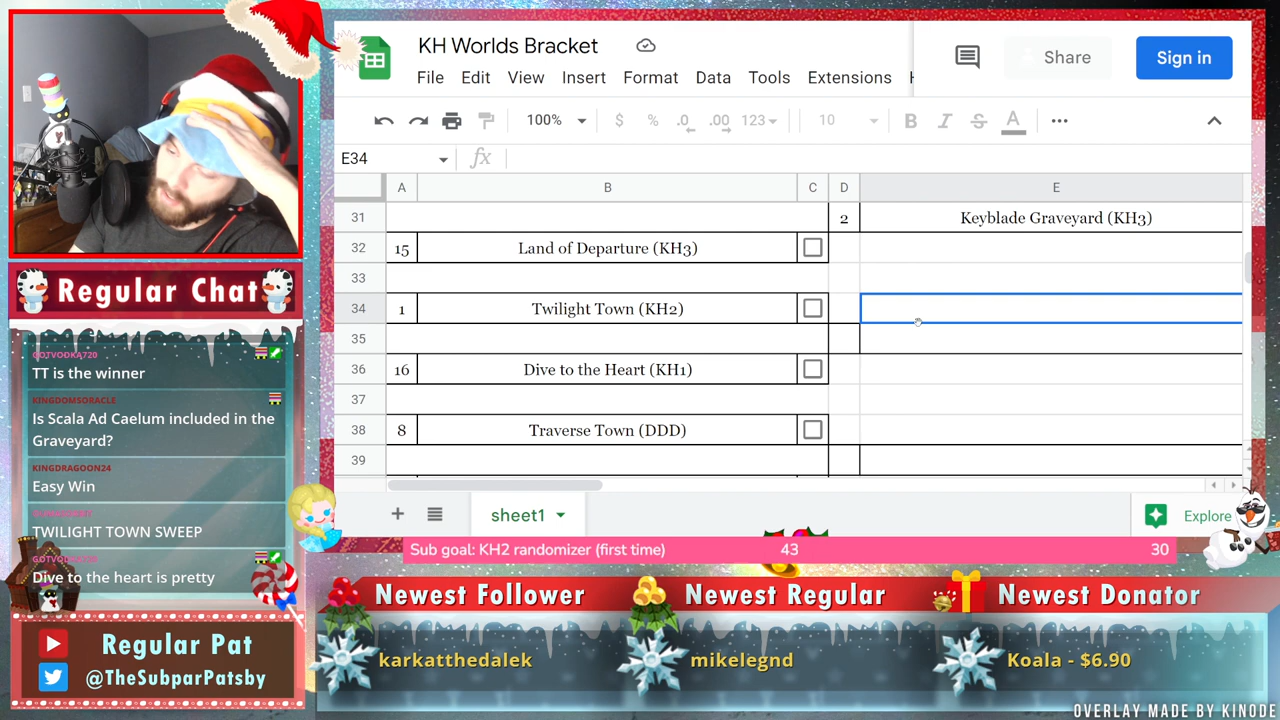 KH Worlds Bracket
File Edit View Insert Format Data Tools Extensions
Share
Sign in
100% $ % .0 .00 123 10 B I S A
E34 fx
A B C D E
31 2 Keyblade Graveyard (KH3)
32 15 Land of Departure (KH3)
33
34 1 Twilight Town (KH2)
35
36 16 Dive to the Heart (KH1)
37
38 8 Traverse Town (DDD)
39
sheet1
Explore
Regular Chat
GOTVODKA720
TT is the winner
KINGDOMSORACLE
Is Scala Ad Caelum included in the
Graveyard?
KINGDRAGOON24
Easy Win
TWILIGHT TOWN SWEEP
Dive to the heart is pretty
Regular Pat
@TheSubparPatsby
Sub goal: KH2 randomizer (first time) 43 30
Newest Follower
karkatthedalek
Newest Regular
mikelegnd
Newest Donator
Koala - $6.90
OVERLAY MADE BY KINODE